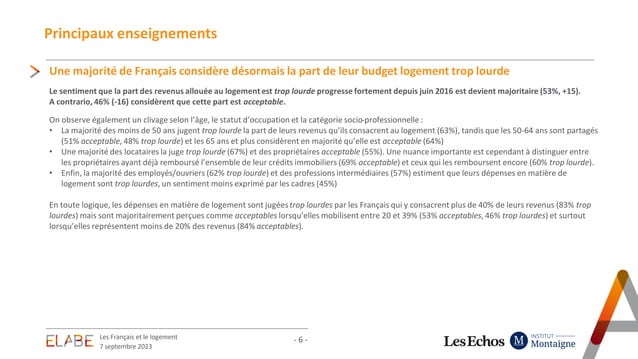 Principaux enseignements
Une majorité de Français considère désormais la part de leur budget logement trop lourde
Le sentiment que la part des revenus allouée au logement est trop lourde progresse fortement depuis juin 2016 est devient majoritaire (53%, +15).
A contrario, 46% (-16) considèrent que cette part est acceptable.
On observe également un clivage selon l'âge, le statut d'occupation et la catégorie socio-professionnelle :
• La majorité des moins de 50 ans jugent trop lourde la part de leurs revenus qu'ils consacrent au logement (63%), tandis que les 50-64 ans sont partagés
(51% acceptable, 48% trop lourde) et les 65 ans et plus considèrent en majorité qu'elle est acceptable (64%)
• Une majorité des locataires la juge trop lourde (67%) et des propriétaires acceptable (55%). Une nuance importante est cependant à distinguer entre
les propriétaires ayant déjà remboursé l'ensemble de leur crédits immobiliers (69% acceptable) et ceux qui les remboursent encore (60% trop lourde).
• Enfin, la majorité des employés/ouvriers (62% trop lourde) et des professions intermédiaires (57%) estiment que leurs dépenses en matière de
logement sont trop lourdes, un sentiment moins exprimé par les cadres (45%)
En toute logique, les dépenses en matière de logement sont jugées trop lourdes par les Français qui y consacrent plus de 40% de leurs revenus (83% trop
lourdes) mais sont majoritairement perçues comme acceptables lorsqu'elles mobilisent entre 20 et 39% (53% acceptables, 46% trop lourdes) et surtout
lorsqu'elles représentent moins de 20% des revenus (84% acceptables).
ELABE
Les Français et le logement
7 septembre 2023
- 6 -
Les Echos
M
INSTITUT
Montaigne